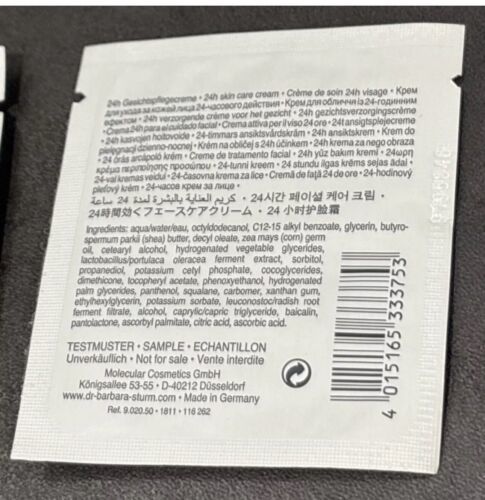 24h Gesichtspflegecreme • 24h skin care cream • Crème de soin 24h visage • Крем
для ухода за кожей лица 24-часового действия • Крем для обличчя із 24-годинним
ефектом • 24h verzorgende crème voor het gezicht • 24h gezichtsverzorgingscrème
• Crema 24h para el cuidado facial • Crema attiva per il viso 24 ore • 24h ansigtsplejecreme
• 24h kasvojen hoitovoide • 24-timmars ansiktsvårdskräm • 24h ansiktskrem • Krem do
pielęgnacji dzienno-nocnej • Krém na obličej s 24h účinkem • 24h krema za nego obraza
• 24 órás arcápoló krém • Creme de tratamento facial • 24h yüz bakım kremi • 24ωρη
κρέμα περιποίησης προσώπου • 24-tunni kreem • 24 stundu ilgas krēms sejas ādai •
24-val kremas veidui • 24-časovna krema za lice • Cremă de față 24 de ore • 24-hodinový
pleťový krém • 24-часов крем за лице •
كريم العناية بالبشرة لمدة 24 ساعة • 24시간 페이셜 케어 크림 •
24時間効くフェースケアクリーム • 24 小时护脸霜
Ingredients: aqua/water/eau, octyldodecanol, C12-15 alkyl benzoate, glycerin, butyro-
spermum parkii (shea) butter, decyl oleate, zea mays (corn) germ
oil, cetearyl alcohol, hydrogenated vegetable glycerides,
lactobacillus/portulaca oleracea ferment extract, sorbitol,
propanediol, potassium cetyl phosphate, cocoglycerides,
dimethicone, tocopheryl acetate, phenoxyethanol, hydrogenated
palm glycerides, panthenol, squalane, carbomer, xanthan gum,
ethylhexylglycerin, potassium sorbate, leuconostoc/radish root
ferment filtrate, alcohol, caprylic/capric triglyceride, baicalin,
pantolactone, ascorbyl palmitate, citric acid, ascorbic acid.
TESTMUSTER • SAMPLE • ECHANTILLON
Unverkäuflich • Not for sale • Vente interdite
Molecular Cosmetics GmbH
Königsallee 53-55 • D-40212 Düsseldorf
www.dr-barbara-sturm.com • Made in Germany
Ref. 9.020.50 • 1811 • 116 262
4 015165 333753